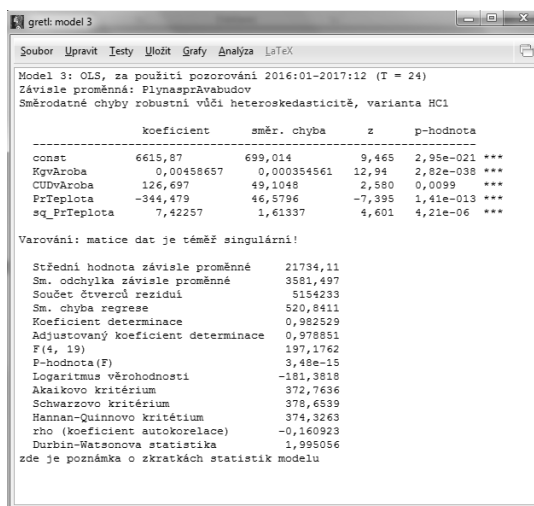 gretl: model 3
Soubor Upravit Testy Uložit Grafy Analýza LaTeX
Model 3: OLS, za použití pozorování 2016:01-2017:12 (T = 24)
Závisle proměnná: PlynasprAvabudov
Směrodatné chyby robustní vůči heteroskedasticitě, varianta HC1
koeficient směr. chyba z p-hodnota
const 6615,87 699,014 9,465 2,95e-021 ***
KgvAroba 0,00458657 0,000354561 12,94 2,82e-038 ***
CUDvAroba 126,697 49,1048 2,580 0,0099 ***
PrTeplota -344,479 46,5796 -7,395 1,41e-013 ***
sq_PrTeplota 7,42257 1,61337 4,601 4,21e-06 ***
Varování: matice dat je téměř singulární!
Střední hodnota závisle proměnné 21734,11
Sm. odchylka závisle proměnné 3581,497
Součet čtverců reziduí 5154233
Sm. chyba regrese 520,8411
Koeficient determinace 0,982529
Adjustovaný koeficient determinace 0,978851
F(4, 19) 197,1762
P-hodnota(F) 3,48e-15
Logaritmus věrohodnosti -181,3818
Akaikovo kritérium 372,7636
Schwarzovo kritérium 378,6539
Hannan-Quinnovo kritétium 374,3263
rho (koeficient autokorelace) -0,160923
Durbin-Watsonova statistika 1,995056
zde je poznámka o zkratkách statistik modelu